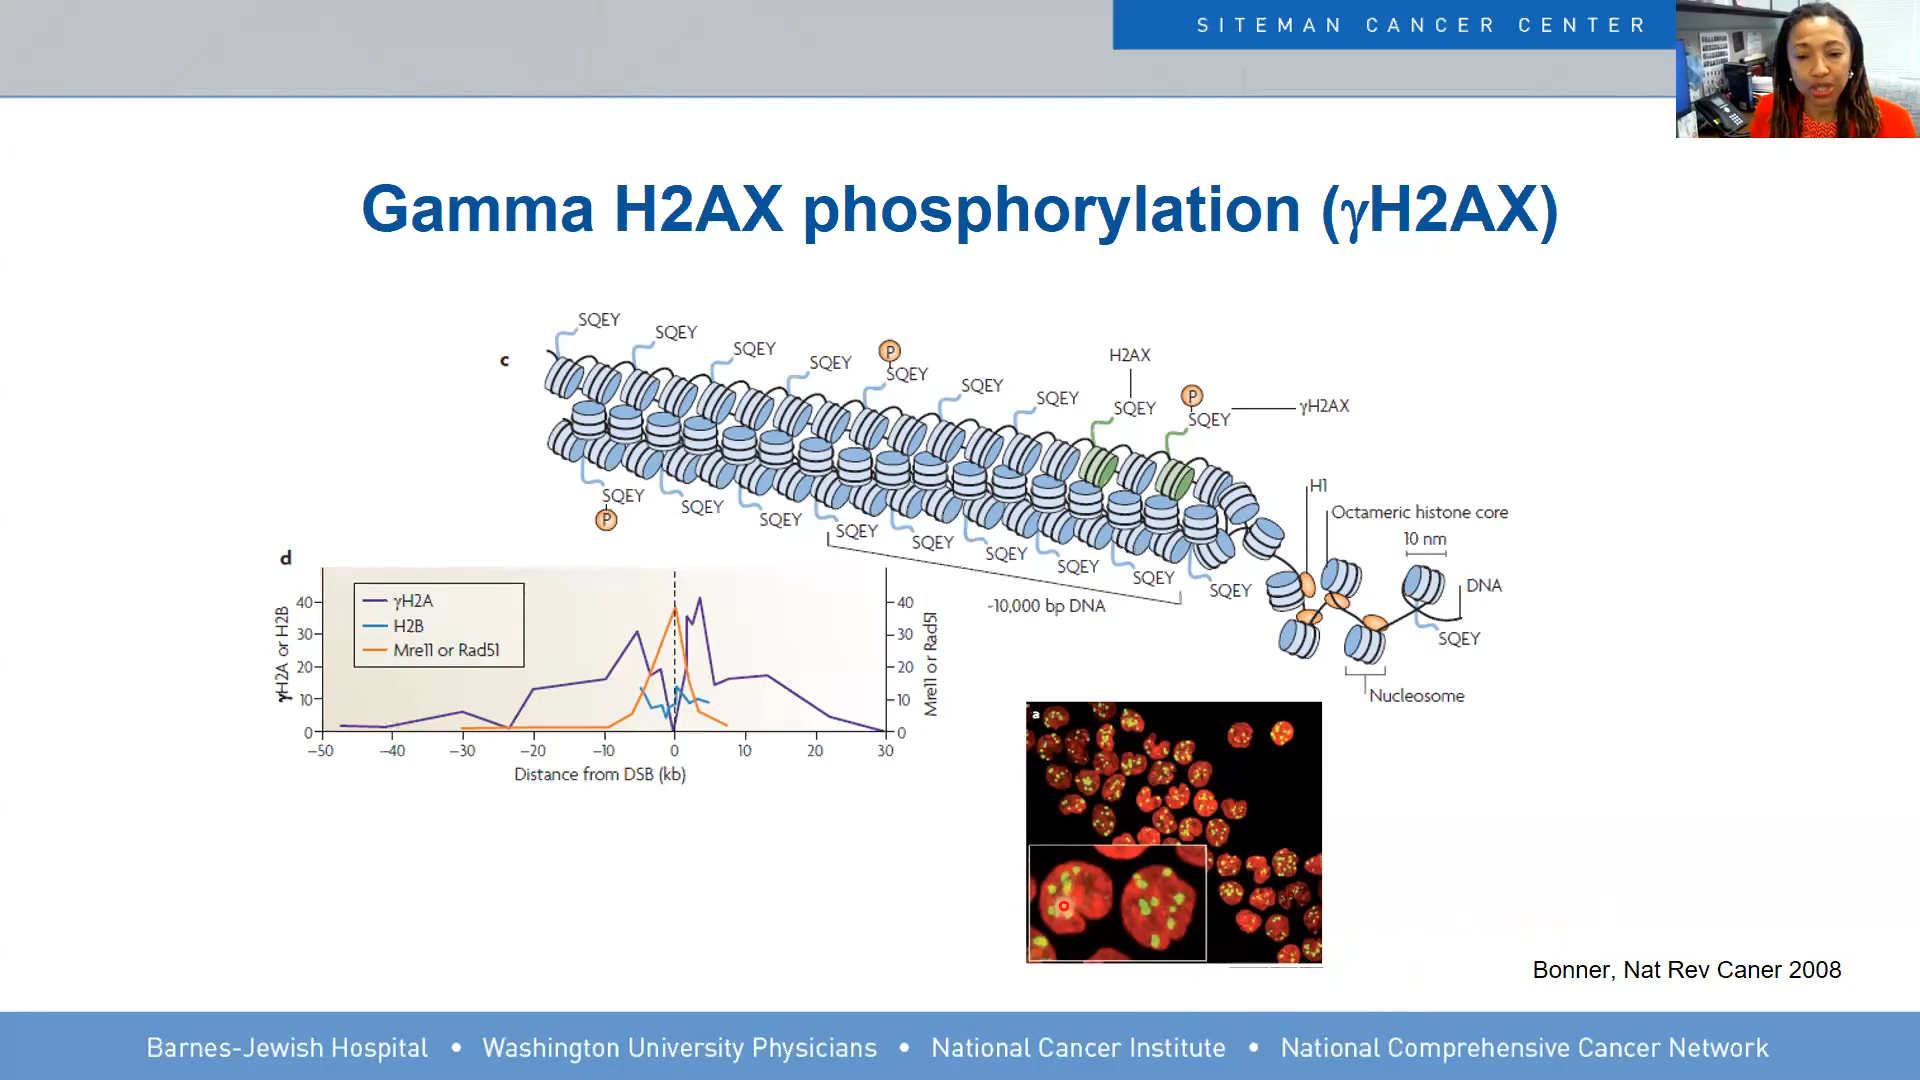 SITEMAN CANCER CENTER
Gamma H2AX phosphorylation (γH2AX)
c
SQEY
SQEY
SQEY
SQEY
P
SQEY
SQEY
SQEY
H2AX
SQEY
P
SQEY
γH2AX
SQEY
P
SQEY
SQEY
SQEY
SQEY
SQEY
SQEY
SQEY
SQEY
~10,000 bp DNA
H1
Octameric histone core
10 nm
DNA
SQEY
Nucleosome
d
γH2A or H2B
40
30
20
10
0
γH2A
H2B
Mre11 or Rad51
40
30
20
10
0
Mre11 or Rad51
−50 −40 −30 −20 −10 0 10 20 30
Distance from DSB (kb)
a
Bonner, Nat Rev Caner 2008
Barnes-Jewish Hospital • Washington University Physicians • National Cancer Institute • National Comprehensive Cancer Network